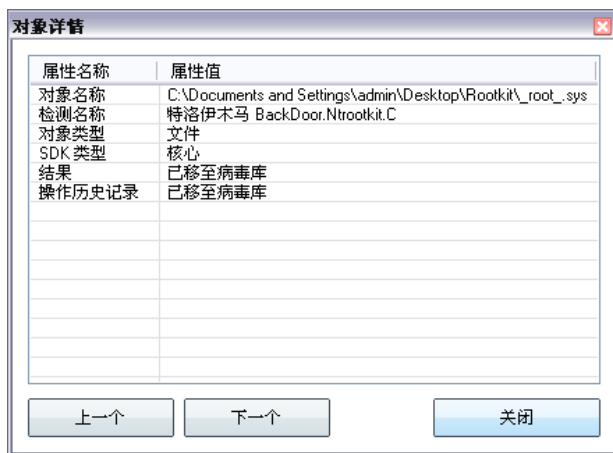 对象详情
属性名称 属性值
对象名称 C:\Documents and Settings\admin\Desktop\Rootkit\_root_.sys
检测名称 特洛伊木马 BackDoor.Ntrootkit.C
对象类型 文件
SDK 类型 核心
结果 已移至病毒库
操作历史记录 已移至病毒库
上一个 下一个 关闭